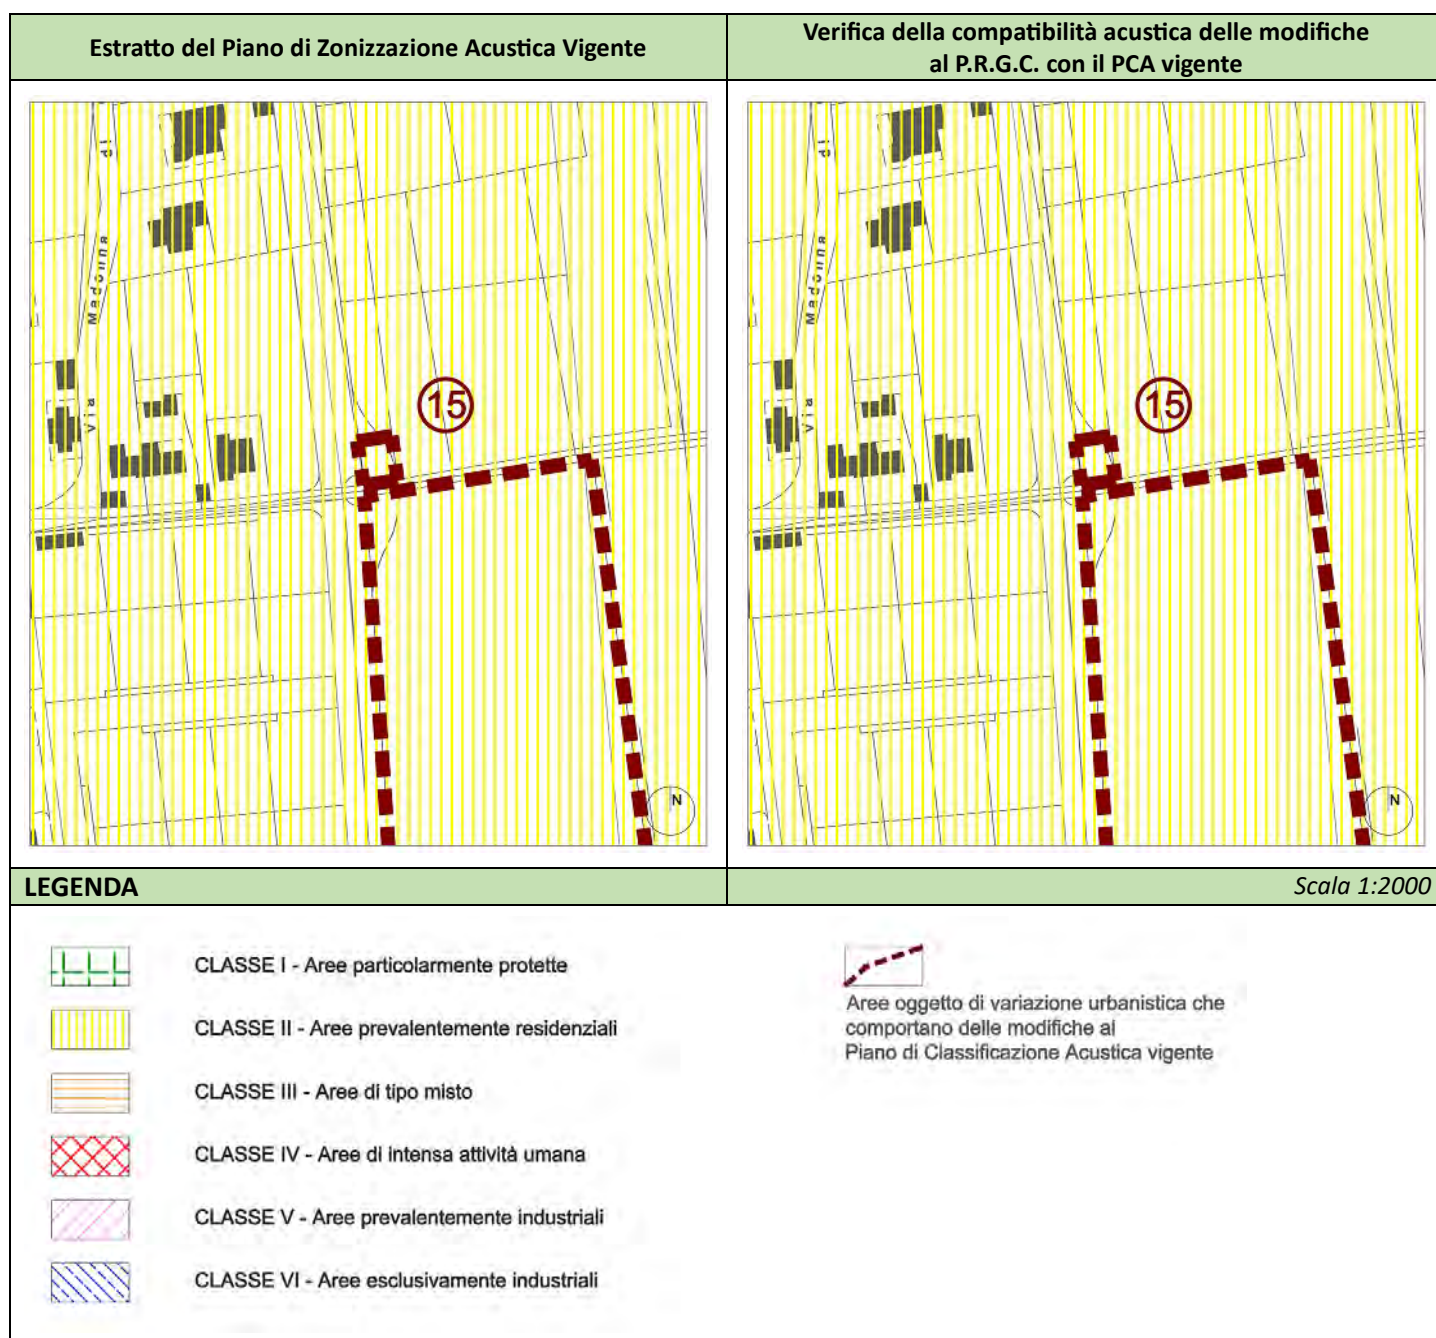 Estratto del Piano di Zonizzazione Acustica Vigente
Verifica della compatibilità acustica delle modifiche
al P.R.G.C. con il PCA vigente
Via Madonna di
15
N
Via Madonna di
15
N
LEGENDA
Scala 1:2000
CLASSE I - Aree particolarmente protette
CLASSE II - Aree prevalentemente residenziali
CLASSE III - Aree di tipo misto
CLASSE IV - Aree di intensa attività umana
CLASSE V - Aree prevalentemente industriali
CLASSE VI - Aree esclusivamente industriali
Aree oggetto di variazione urbanistica che
comportano delle modifiche al
Piano di Classificazione Acustica vigente